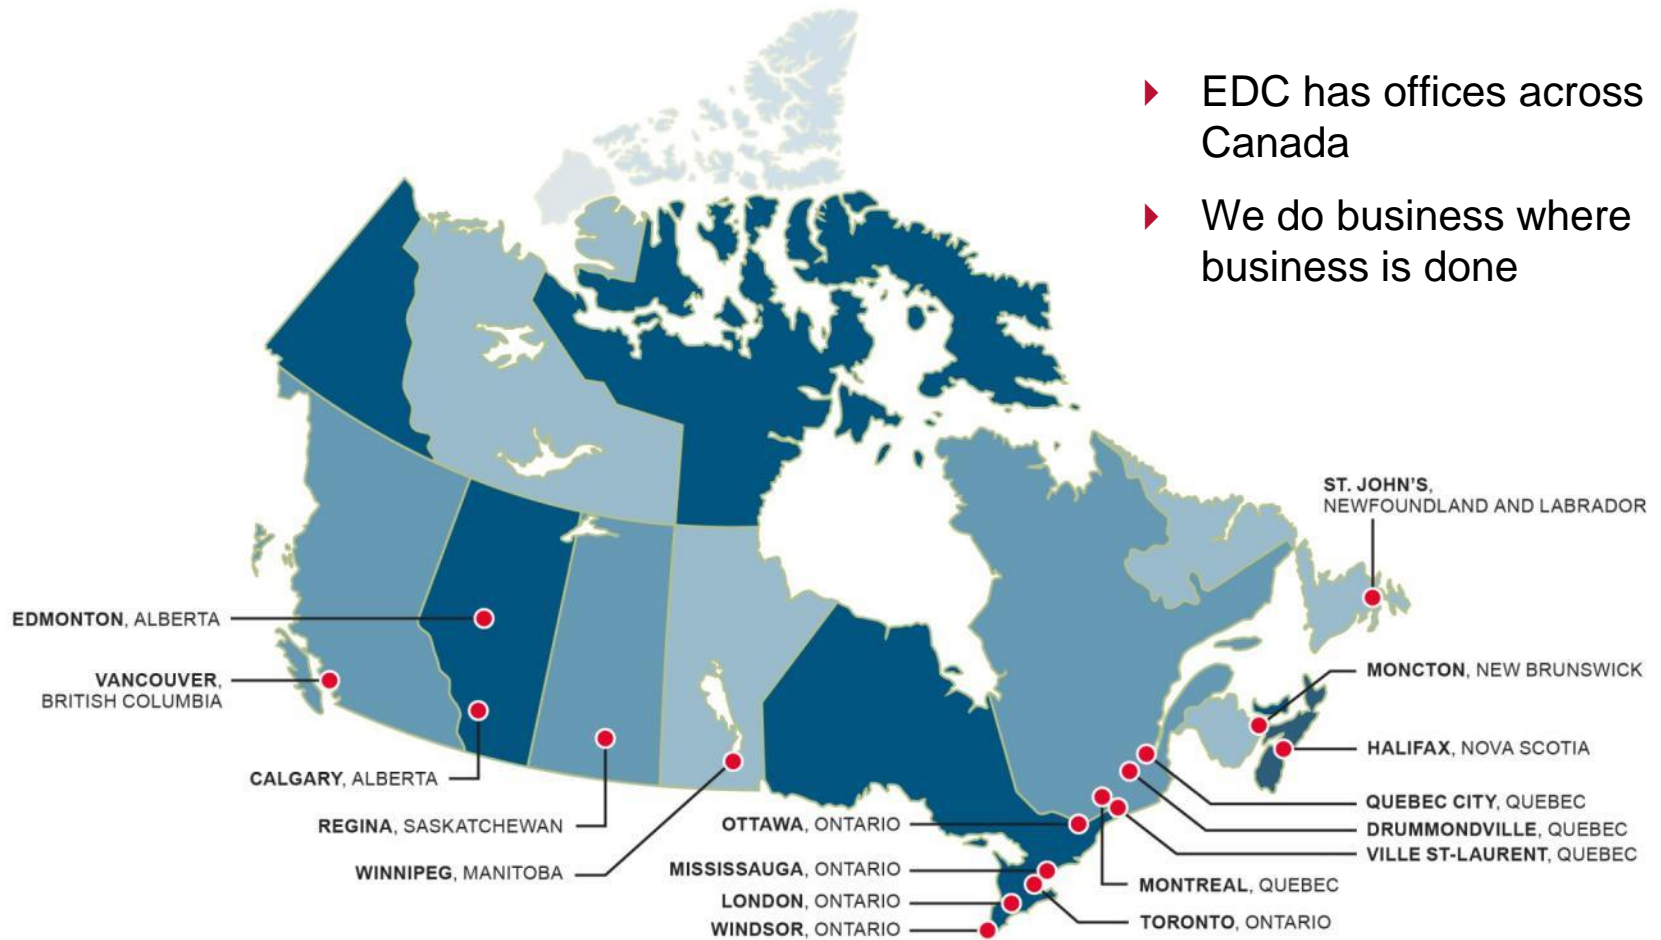 EDC has offices across
Canada
We do business where
business is done
ST. JOHN'S,
NEWFOUNDLAND AND LABRADOR
EDMONTON, ALBERTA
VANCOUVER,
BRITISH COLUMBIA
MONCTON, NEW BRUNSWICK
HALIFAX, NOVA SCOTIA
CALGARY, ALBERTA
QUEBEC CITY, QUEBEC
REGINA, SASKATCHEWAN
OTTAWA, ONTARIO
DRUMMONDVILLE, QUEBEC
VILLE ST-LAURENT, QUEBEC
WINNIPEG, MANITOBA
MISSISSAUGA, ONTARIO
MONTREAL, QUEBEC
LONDON, ONTARIO
TORONTO, ONTARIO
WINDSOR, ONTARIO